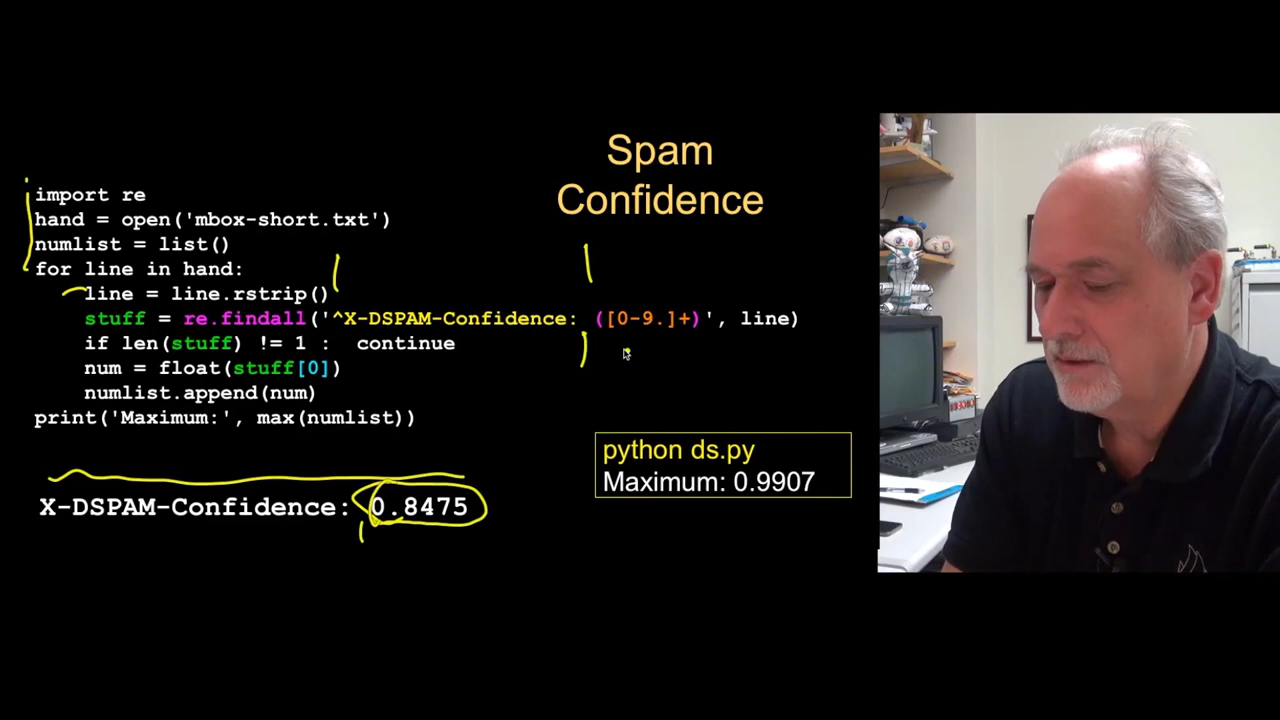 Spam
Confidence
import re
hand = open('mbox-short.txt')
numlist = list()
for line in hand:
    line = line.rstrip()
    stuff = re.findall('^X-DSPAM-Confidence: ([0-9.]+)', line)
    if len(stuff) != 1 :  continue
    num = float(stuff[0])
    numlist.append(num)
print('Maximum:', max(numlist))
python ds.py
Maximum: 0.9907
X-DSPAM-Confidence: 0.8475